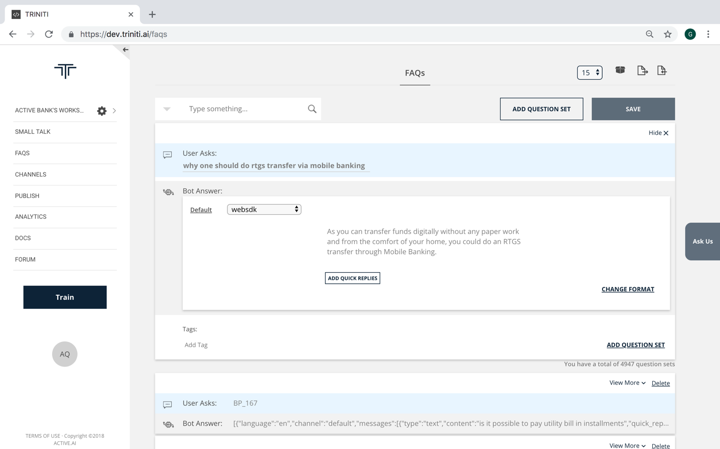 TRINITI
https://dev.triniti.ai/faqs
G
ACTIVE BANK'S WORKS...
SMALL TALK
FAQS
CHANNELS
PUBLISH
ANALYTICS
DOCS
FORUM
Train
AQ
TERMS OF USE · Copyright ©2018
ACTIVE.AI
FAQs
15
Type something...
ADD QUESTION SET
SAVE
Hide ✕
User Asks:
why one should do rtgs transfer via mobile banking
Bot Answer:
Default
websdk
As you can transfer funds digitally without any paper work
and from the comfort of your home, you could do an RTGS
transfer through Mobile Banking.
ADD QUICK REPLIES
CHANGE FORMAT
Tags:
Add Tag
ADD QUESTION SET
You have a total of 4947 question sets
View More Delete
User Asks: BP_167
Bot Answer: [{"language":"en","channel":"default","messages":[{"type":"text","content":"is it possible to pay utility bill in installments","quick_rep...
View More Delete
Ask Us